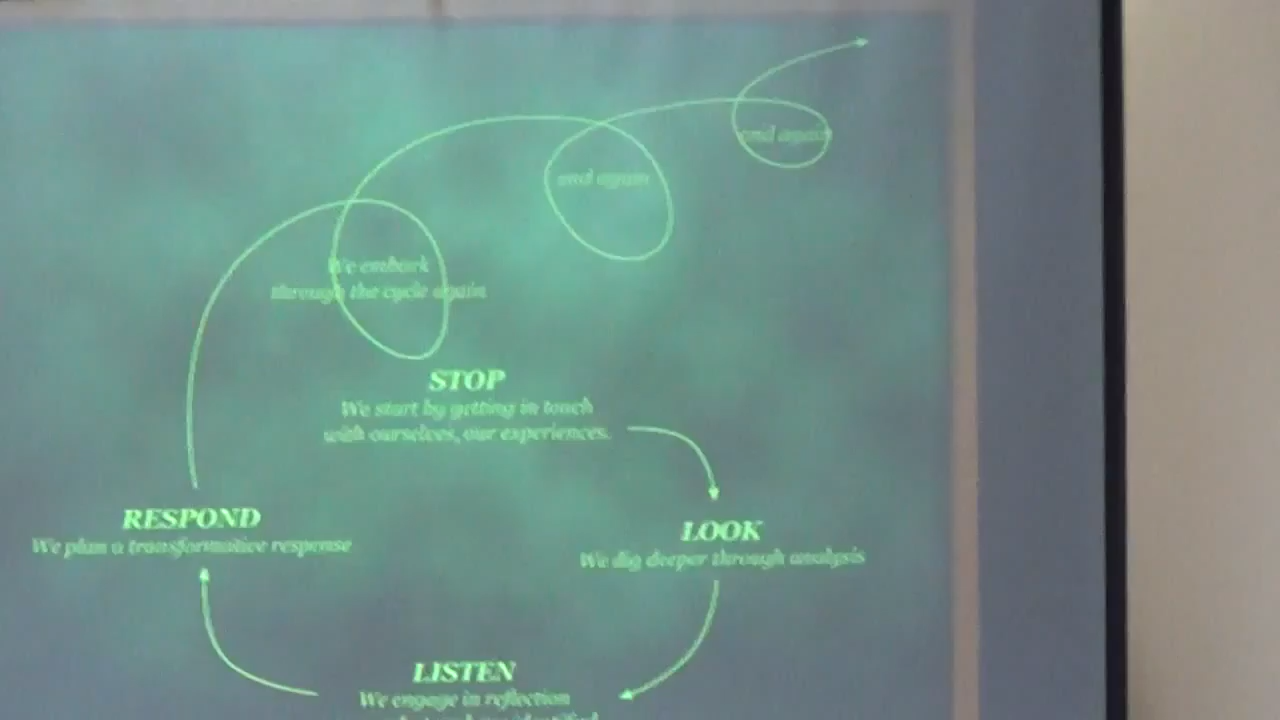 and again
and again
We embark
through the cycle again
STOP
We start by getting in touch
with ourselves, our experiences.
RESPOND
We plan a transformative response
LOOK
We dig deeper through analysis
LISTEN
We engage in reflection